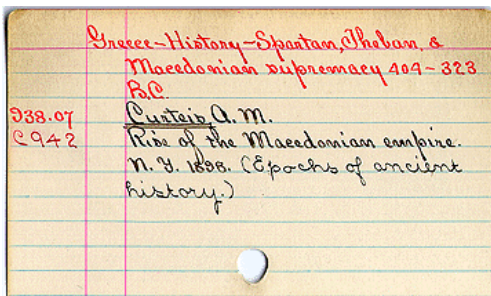 Greece-History-Spartan, Theban, &
Macedonian supremacy 404-323
B.C.
938.07 Curteis, A. M.
C942 Rise of the Macedonian empire.
N. Y. 1898. (Epochs of ancient
history.)